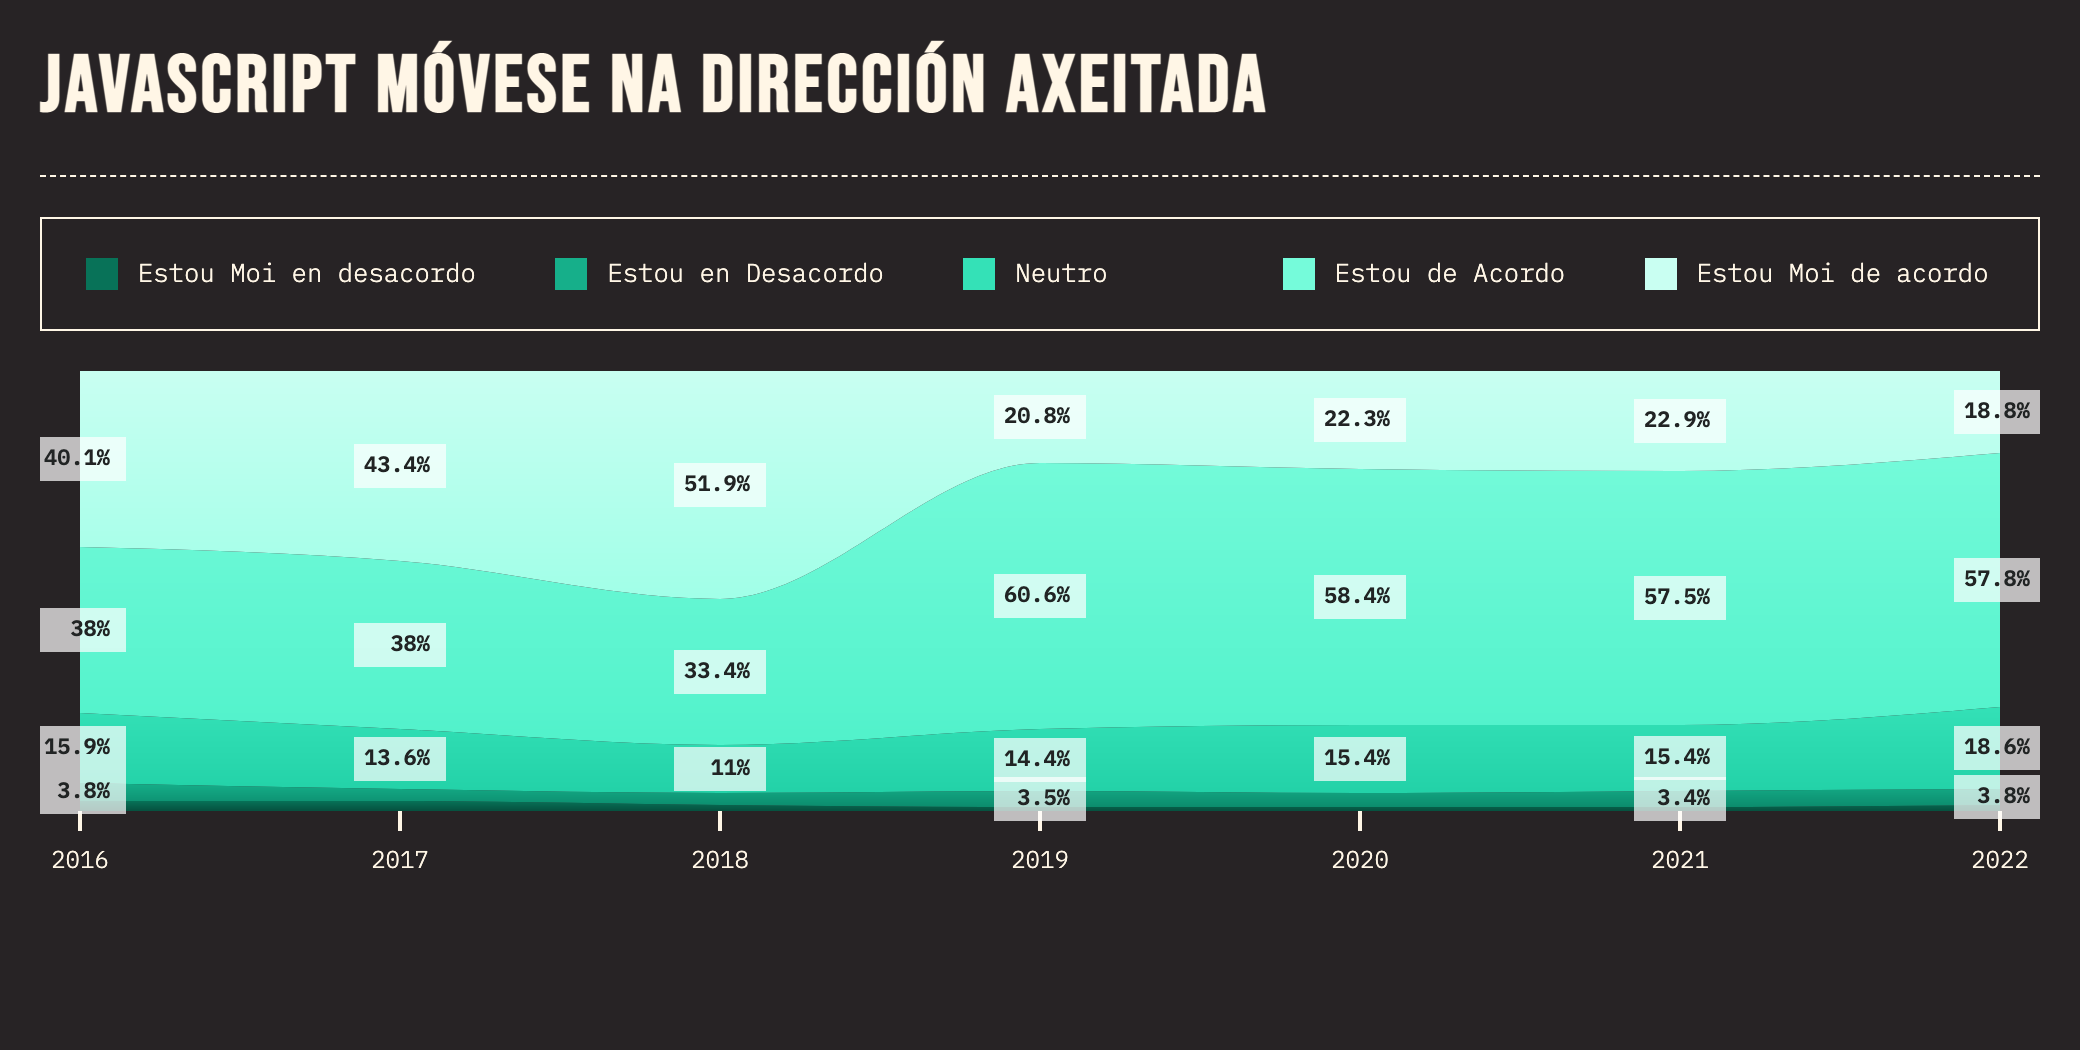 JAVASCRIPT MÓVESE NA DIRECCIÓN AXEITADA
Estou Moi en desacordo Estou en Desacordo Neutro Estou de Acordo Estou Moi de acordo
40.1% 43.4% 51.9% 20.8% 22.3% 22.9% 18.8%
38% 38% 33.4% 60.6% 58.4% 57.5% 57.8%
15.9% 13.6% 11% 14.4% 15.4% 15.4% 18.6%
3.8% 3.5% 3.4% 3.8%
2016 2017 2018 2019 2020 2021 2022